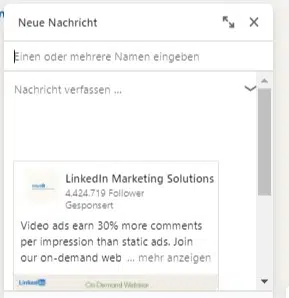 Neue Nachricht
Einen oder mehrere Namen eingeben
Nachricht verfassen ...
LinkedIn Marketing Solutions
4.424.719 Follower
Gesponsert
Video ads earn 30% more comments
per impression than static ads. Join
our on-demand web ... mehr anzeigen
LinkedIn
On-Demand Webinar